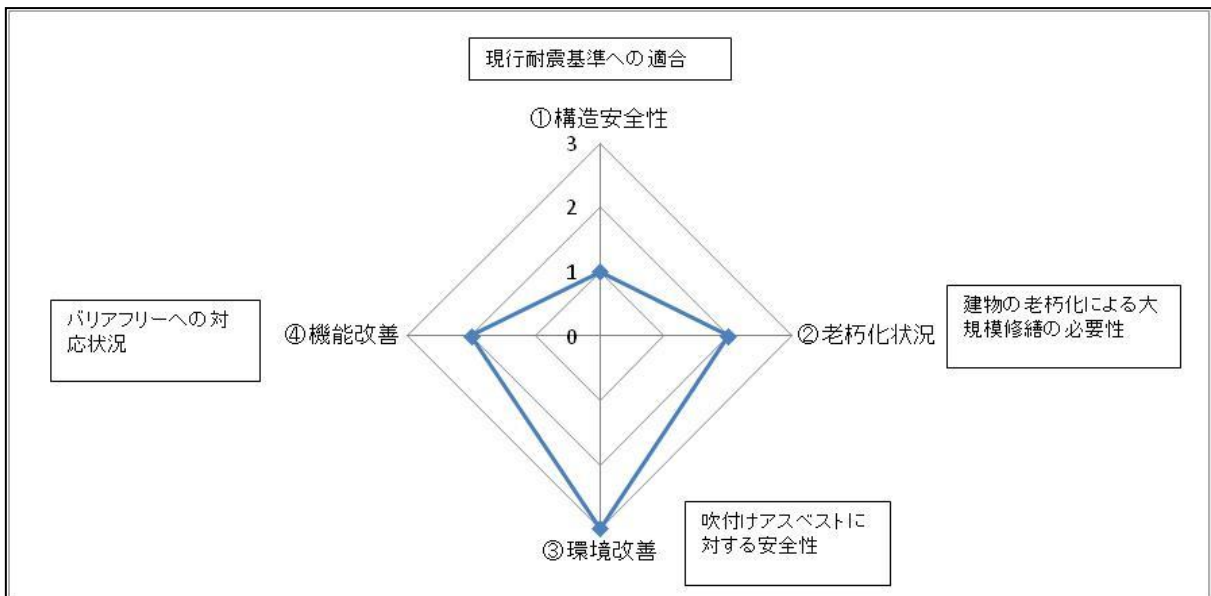 現行耐震基準への適合
①構造安全性
3
2
1
0
バリアフリーへの対
応状況
④機能改善
②老朽化状況
建物の老朽化による大
規模修繕の必要性
③環境改善
吹付けアスベストに
対する安全性